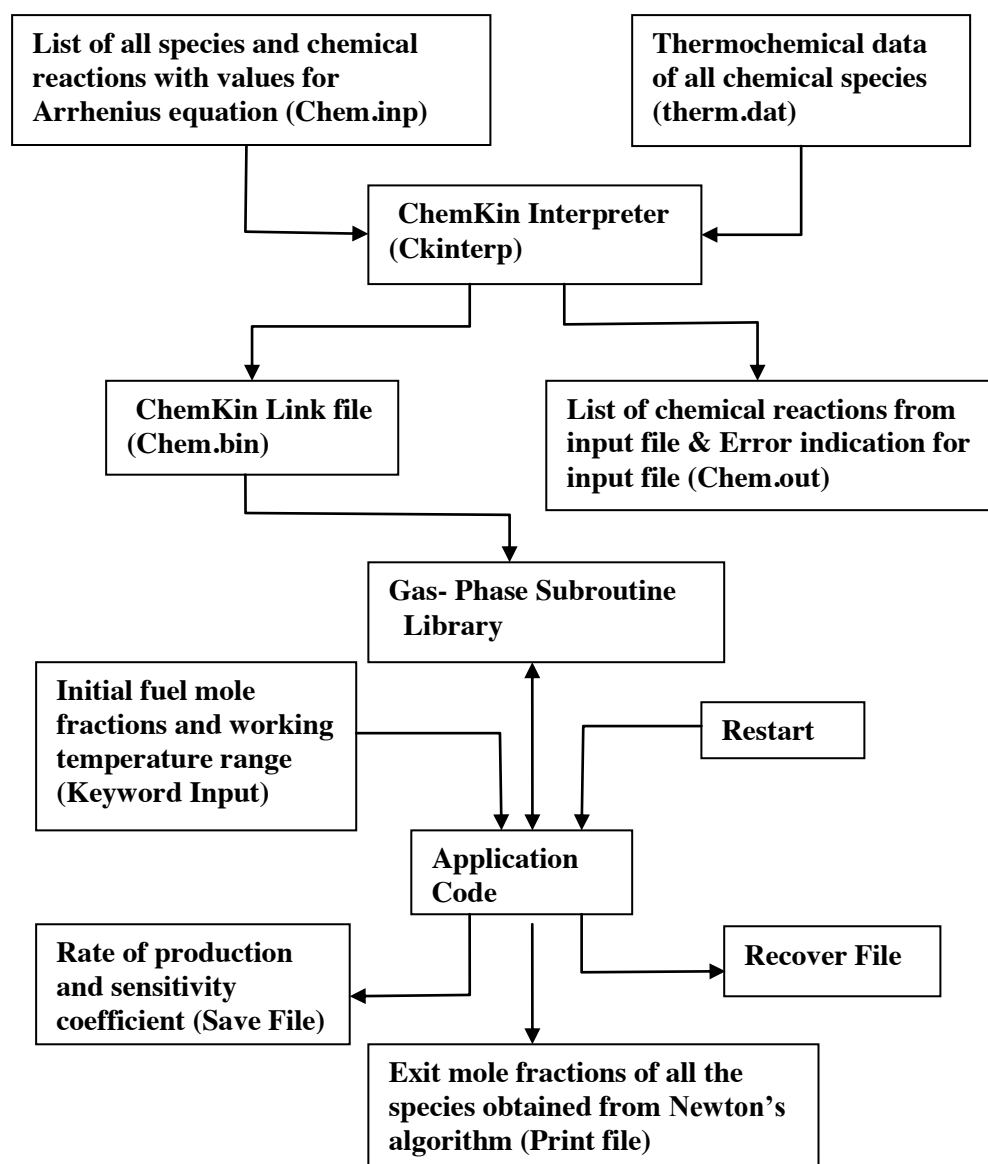 List of all species and chemical
reactions with values for
Arrhenius equation (Chem.inp)
Thermochemical data
of all chemical species
(therm.dat)
ChemKin Interpreter
(Ckinterp)
ChemKin Link file
(Chem.bin)
List of chemical reactions from
input file & Error indication for
input file (Chem.out)
Gas- Phase Subroutine
Library
Initial fuel mole
fractions and working
temperature range
(Keyword Input)
Restart
Application
Code
Rate of production
and sensitivity
coefficient (Save File)
Recover File
Exit mole fractions of all the
species obtained from Newton’s
algorithm (Print file)